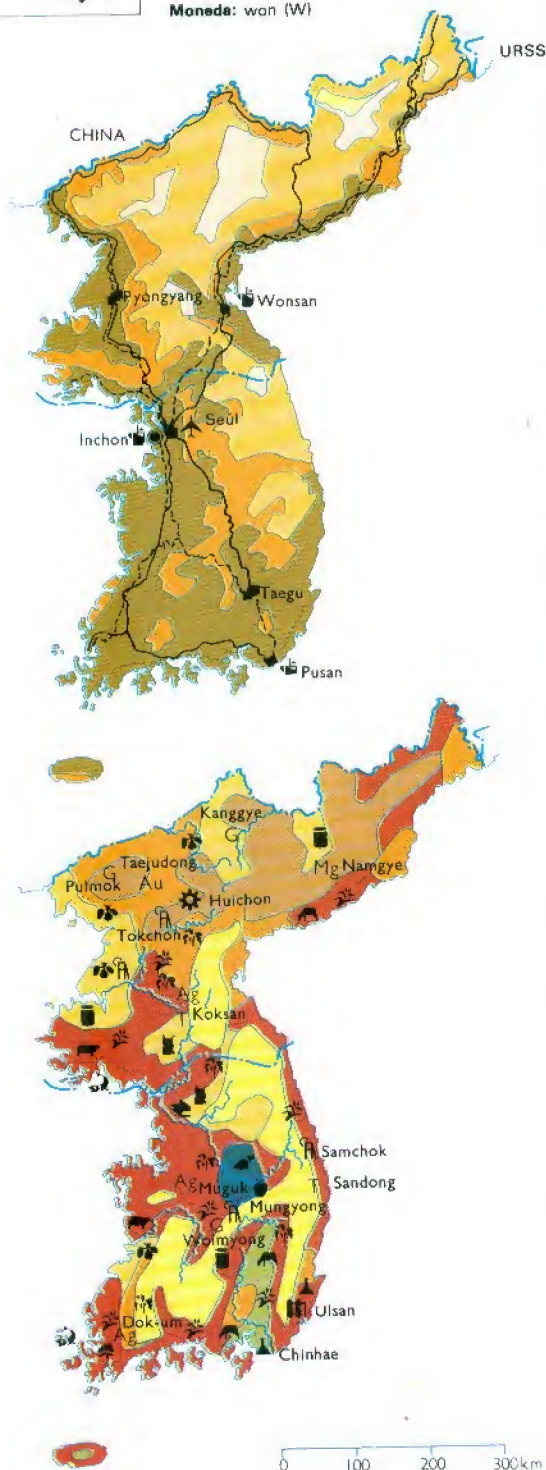 Moneda: won (W)
URSS
CHINA
Pyongyang
Wonsan
Seul
Inchon
Taegu
Pusan
Kanggye
G
Taejudong
G
Mg Namgye
Pulmok Au
Huichon
Tokchon
Ag
T Koksan
Samchok
Ag
T Sandong
Muguk
Mungyong
G
Woimyong
Ulsan
Dok-um
Ag
Chinhae
0 100 200 300km